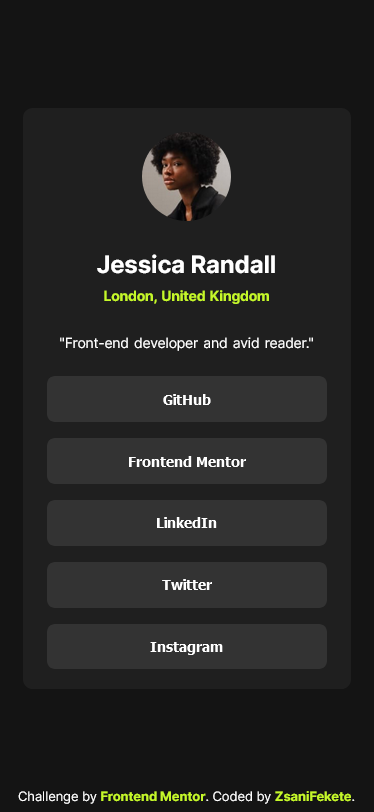 Jessica Randall
London, United Kingdom
"Front-end developer and avid reader."
GitHub
Frontend Mentor
LinkedIn
Twitter
Instagram
Challenge by Frontend Mentor. Coded by ZsaniFekete.